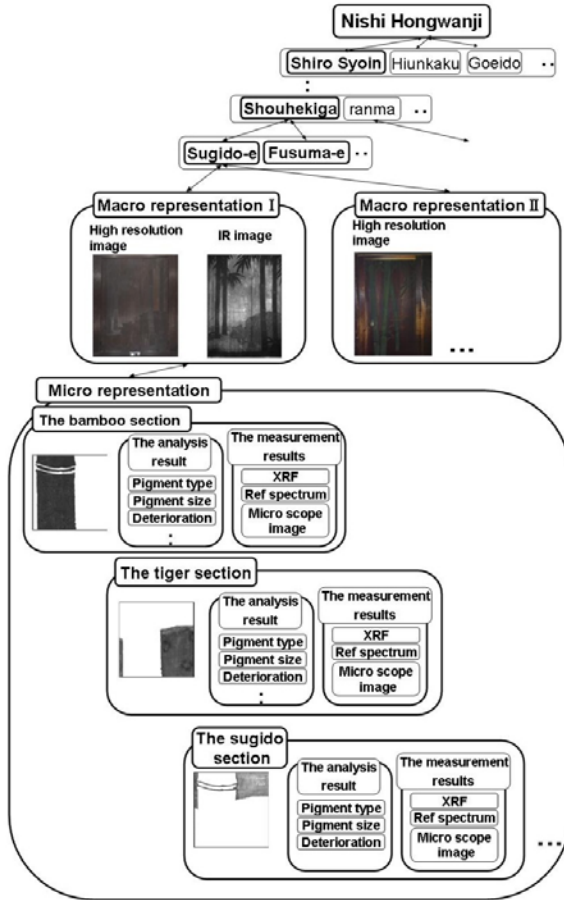 Nishi Hongwanji
Shiro Syoin Hiunkaku Goeido ..
:
Shouhekiga ranma ..
Sugido-e Fusuma-e ..
Macro representation Ⅰ
High resolution
image
IR image
Macro representation Ⅱ
High resolution
image
...
Micro representation
The bamboo section
The analysis
result
Pigment type
Pigment size
Deterioration
:
The measurement
results
XRF
Ref spectrum
Micro scope
image
The tiger section
The analysis
result
Pigment type
Pigment size
Deterioration
:
The measurement
results
XRF
Ref spectrum
Micro scope
image
The sugido
section
The analysis
result
Pigment type
Pigment size
Deterioration
The measurement
results
XRF
Ref spectrum
Micro scope
image
...